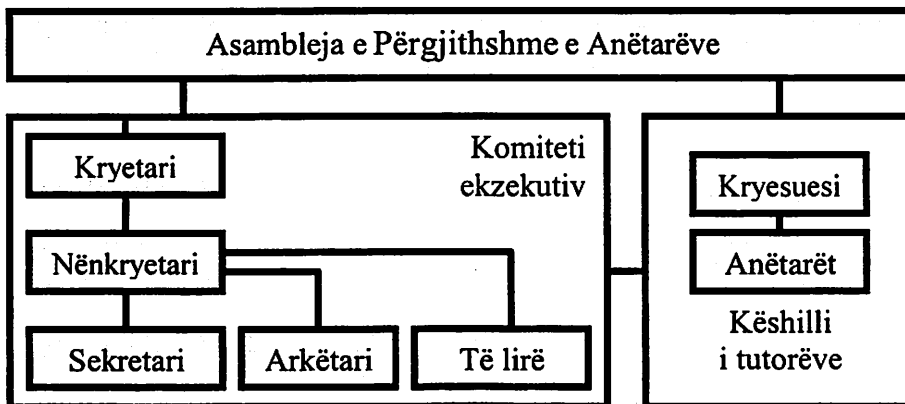 Asambleja e Përgjithshme e Anëtarëve
Kryetari
Komiteti
ekzekutiv
Nënkryetari
Sekretari
Arkëtari
Të lirë
Kryesuesi
Anëtarët
Këshilli
i tutorëve